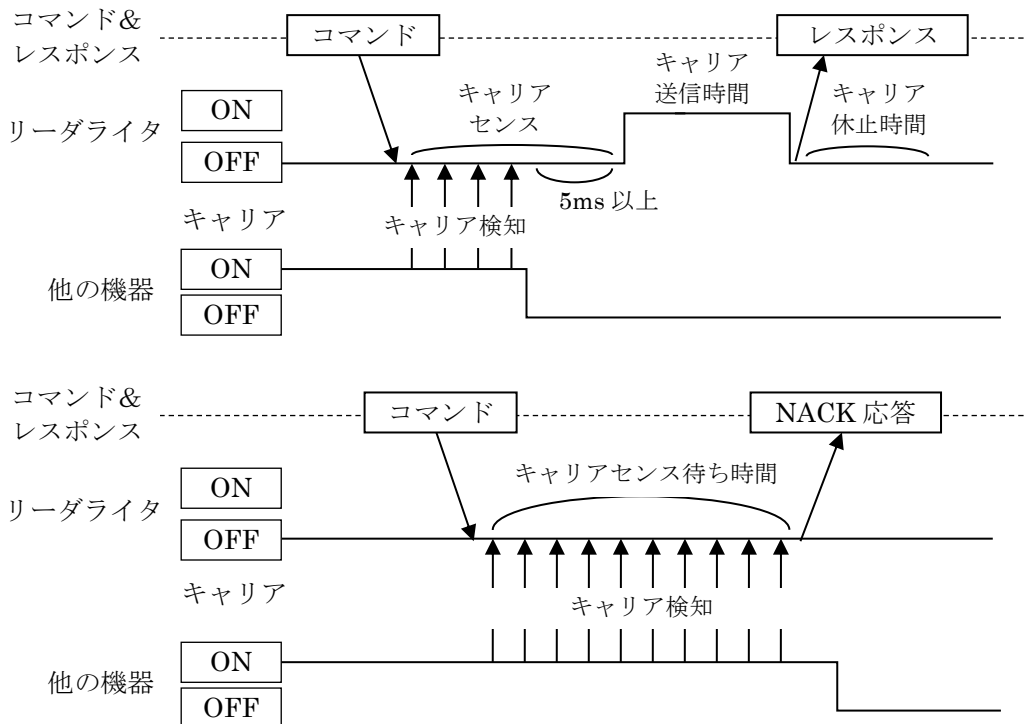 コマンド&
レスポンス
コマンド
レスポンス
キャリア
センス
キャリア
送信時間
キャリア
休止時間
リーダライタ
ON
OFF
5ms 以上
キャリア
キャリア検知
他の機器
ON
OFF
コマンド&
レスポンス
コマンド
NACK 応答
キャリアセンス待ち時間
リーダライタ
ON
OFF
キャリア
キャリア検知
他の機器
ON
OFF